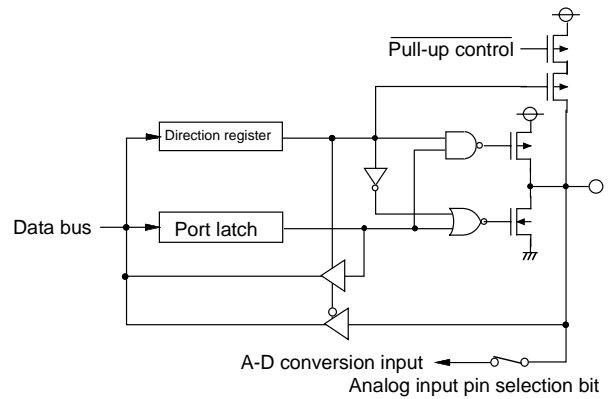 Pull-up control
Direction register
Data bus
Port latch
A-D conversion input
Analog input pin selection bit